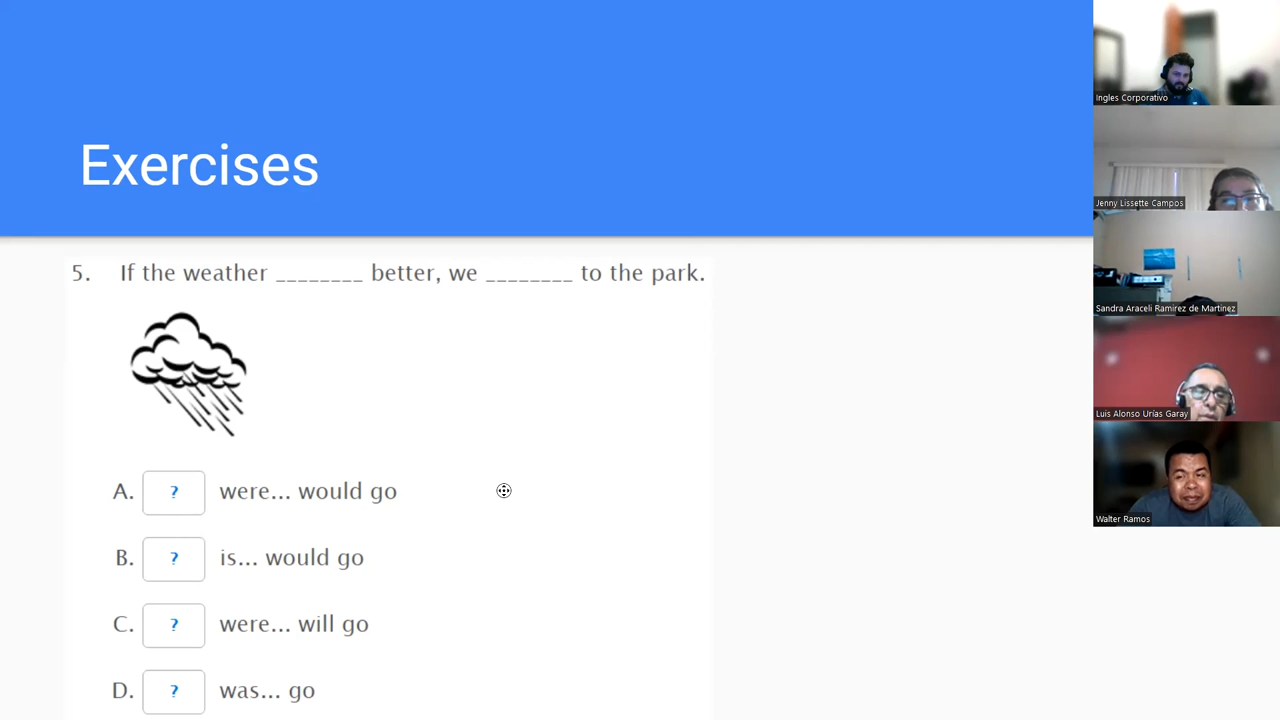 Exercises
5. If the weather ________ better, we ________ to the park.
A. ? were... would go
B. ? is... would go
C. ? were... will go
D. ? was... go
Ingles Corporativo
Jenny Lissette Campos
Sandra Araceli Ramirez de Martinez
Luis Alonso Urías Garay
Walter Ramos